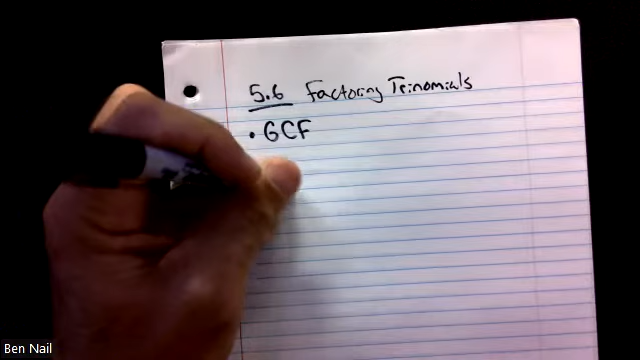 5.6 Factoring Trinomials
• GCF
Ben Nail